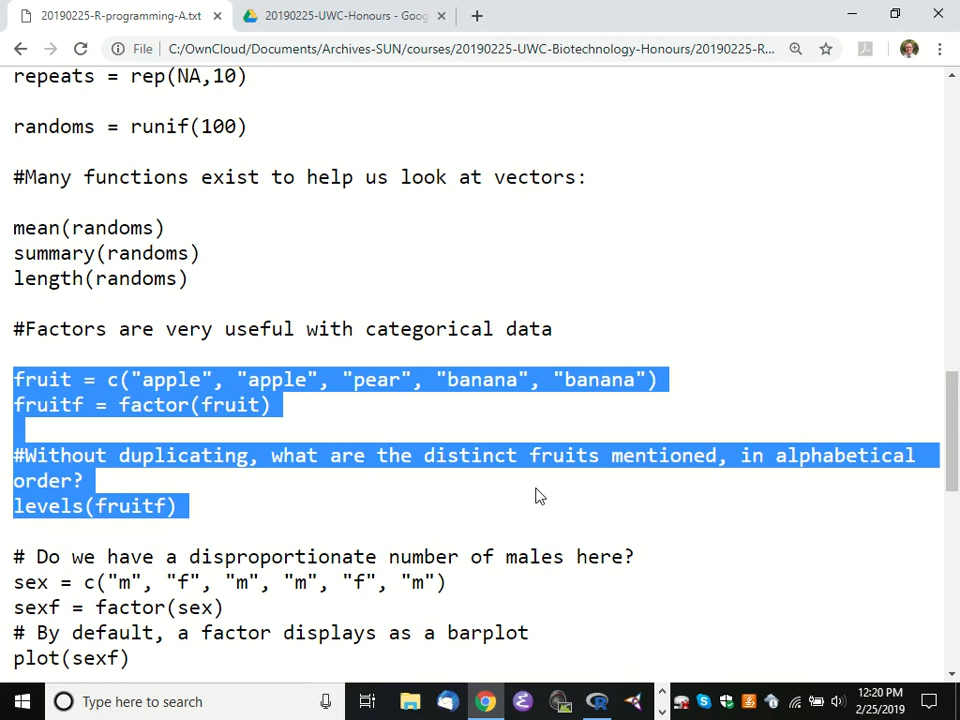 20190225-R-programming-A.txt
20190225-UWC-Honours - Goog
File
C:/OwnCloud/Documents/Archives-SUN/courses/20190225-UWC-Biotechnology-Honours/20190225-R...
repeats = rep(NA,10)
randoms = runif(100)
#Many functions exist to help us look at vectors:
mean(randoms)
summary(randoms)
length(randoms)
#Factors are very useful with categorical data
fruit = c("apple", "apple", "pear", "banana", "banana")
fruitf = factor(fruit)
#Without duplicating, what are the distinct fruits mentioned, in alphabetical
order?
levels(fruitf)
# Do we have a disproportionate number of males here?
sex = c("m", "f", "m", "m", "f", "m")
sexf = factor(sex)
# By default, a factor displays as a barplot
plot(sexf)
Type here to search
12:20 PM
2/25/2019